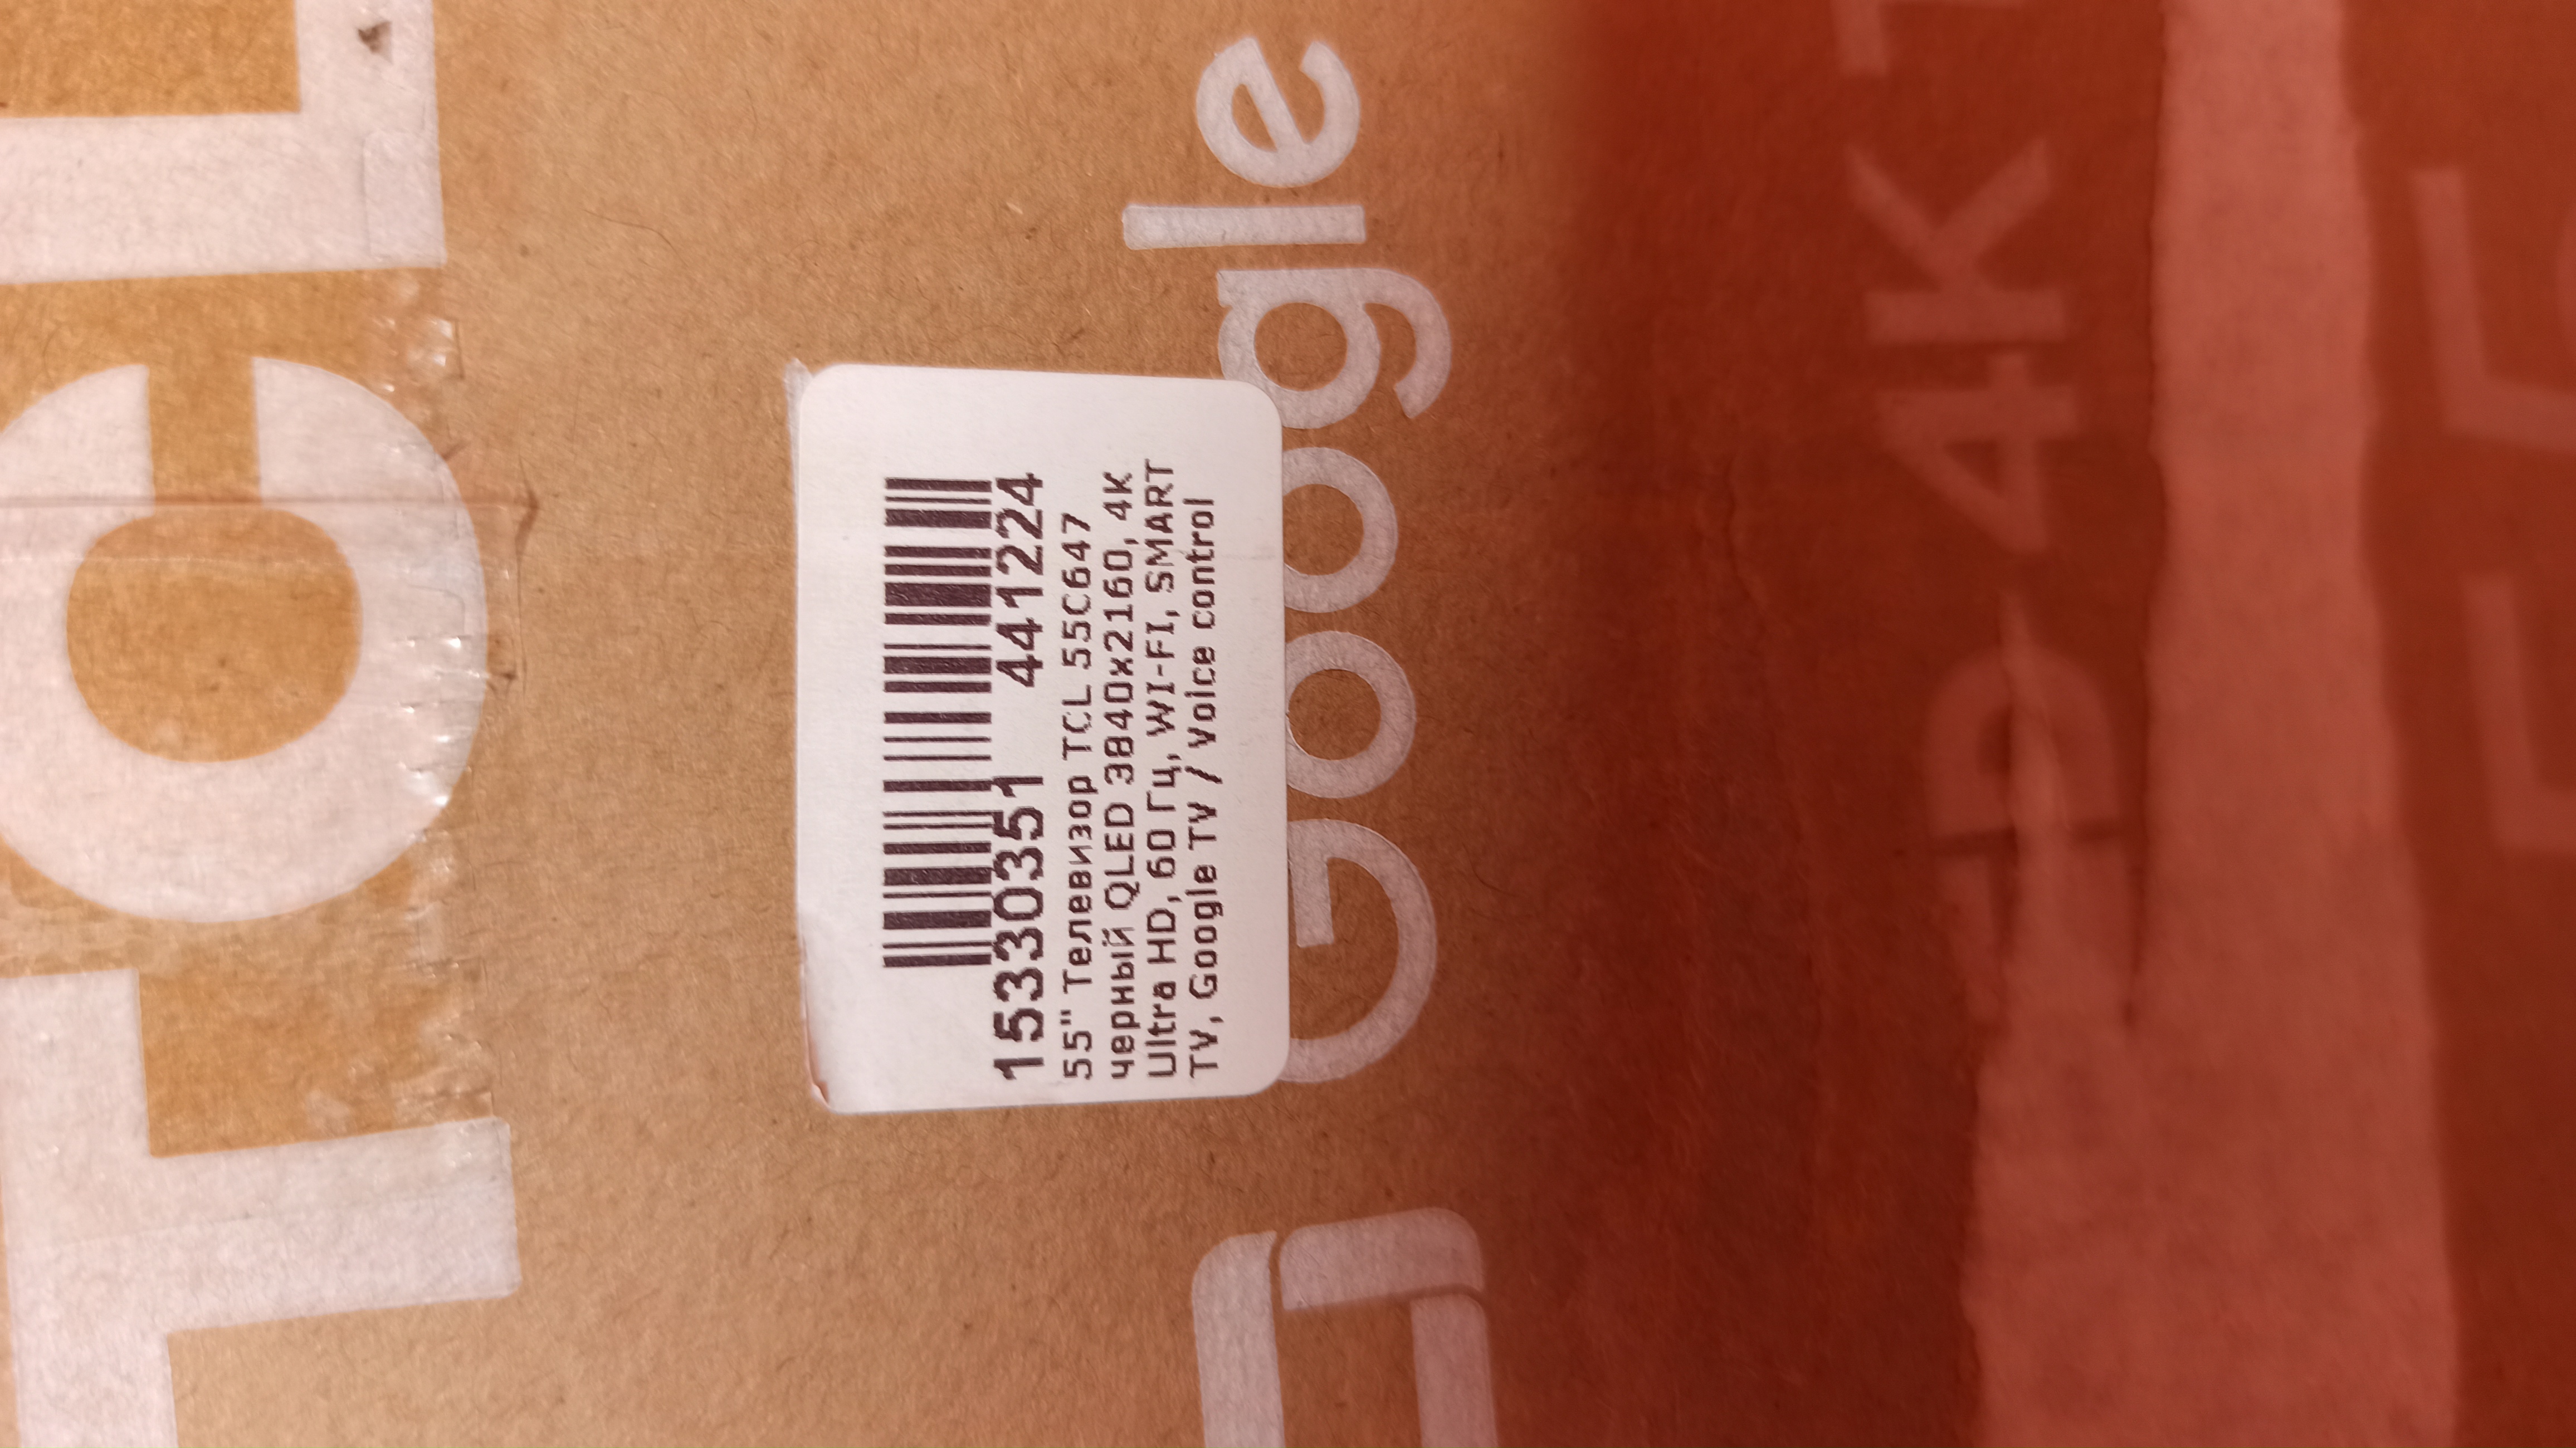 TCL
15330351 441224
55" Телевизор TCL 55C647
черный QLED 3840x2160, 4K
Ultra HD, 60 Гц, WI-FI, SMART
TV, Google TV / Voice control
Google
4K